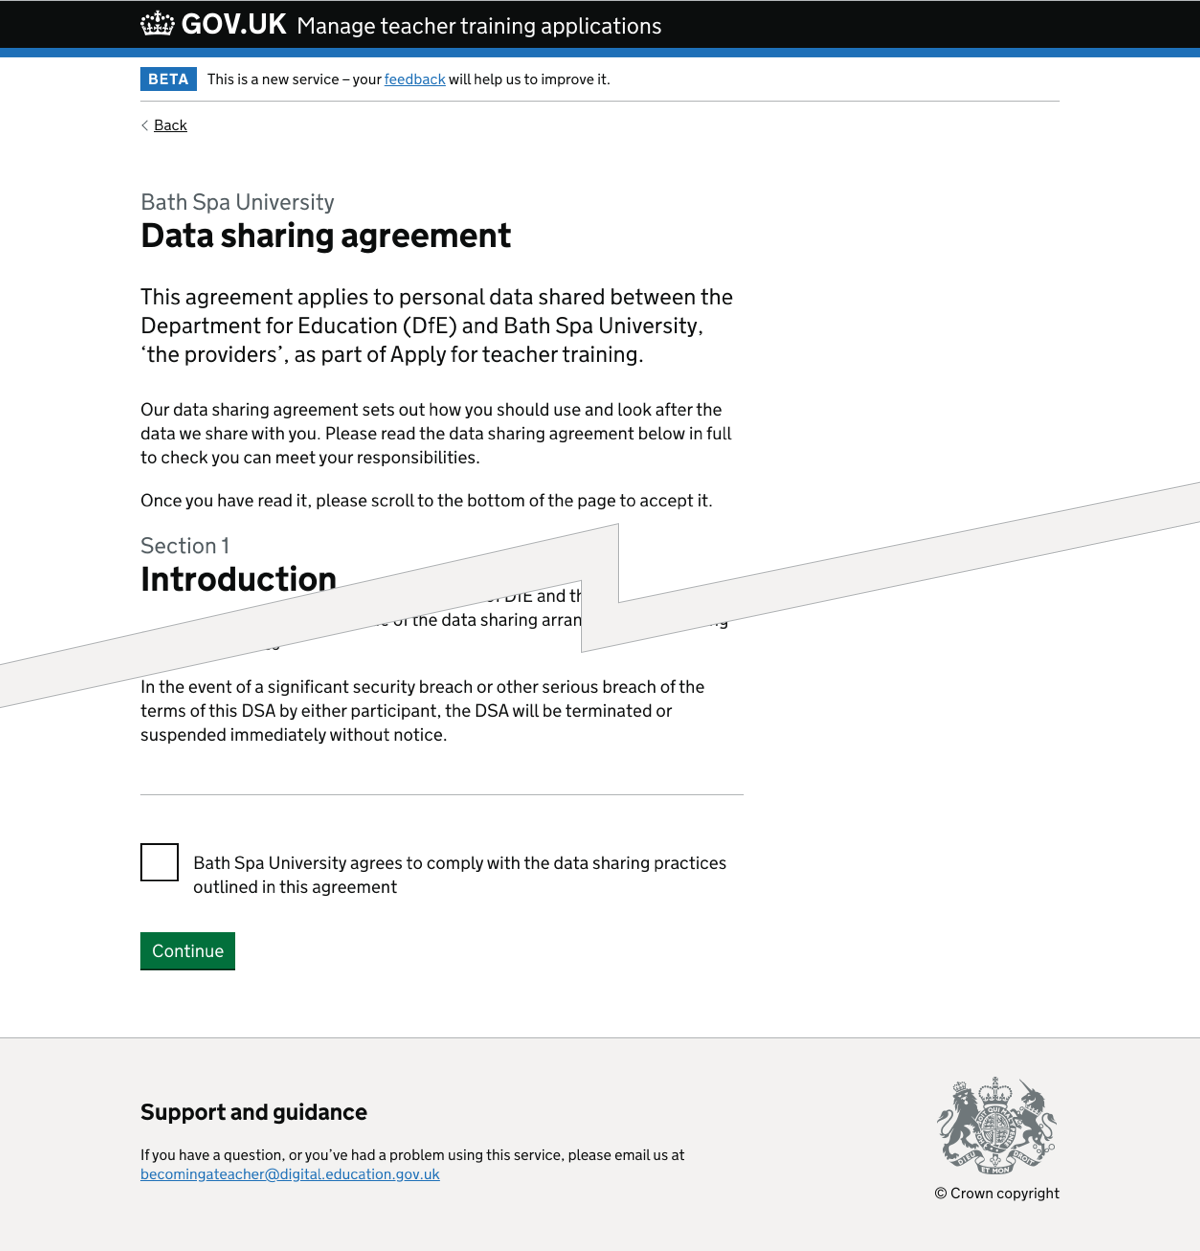 GOV.UK Manage teacher training applications
BETA This is a new service – your feedback will help us to improve it.
Back
Bath Spa University
Data sharing agreement
This agreement applies to personal data shared between the
Department for Education (DfE) and Bath Spa University,
‘the providers’, as part of Apply for teacher training.
Our data sharing agreement sets out how you should use and look after the
data we share with you. Please read the data sharing agreement below in full
to check you can meet your responsibilities.
Once you have read it, please scroll to the bottom of the page to accept it.
Section 1
Introduction
DfE and
the data sharing
In the event of a significant security breach or other serious breach of the
terms of this DSA by either participant, the DSA will be terminated or
suspended immediately without notice.
Bath Spa University agrees to comply with the data sharing practices
outlined in this agreement
Continue
Support and guidance
If you have a question, or you’ve had a problem using this service, please email us at
becomingateacher@digital.education.gov.uk
DIEU ET MON DROIT
© Crown copyright